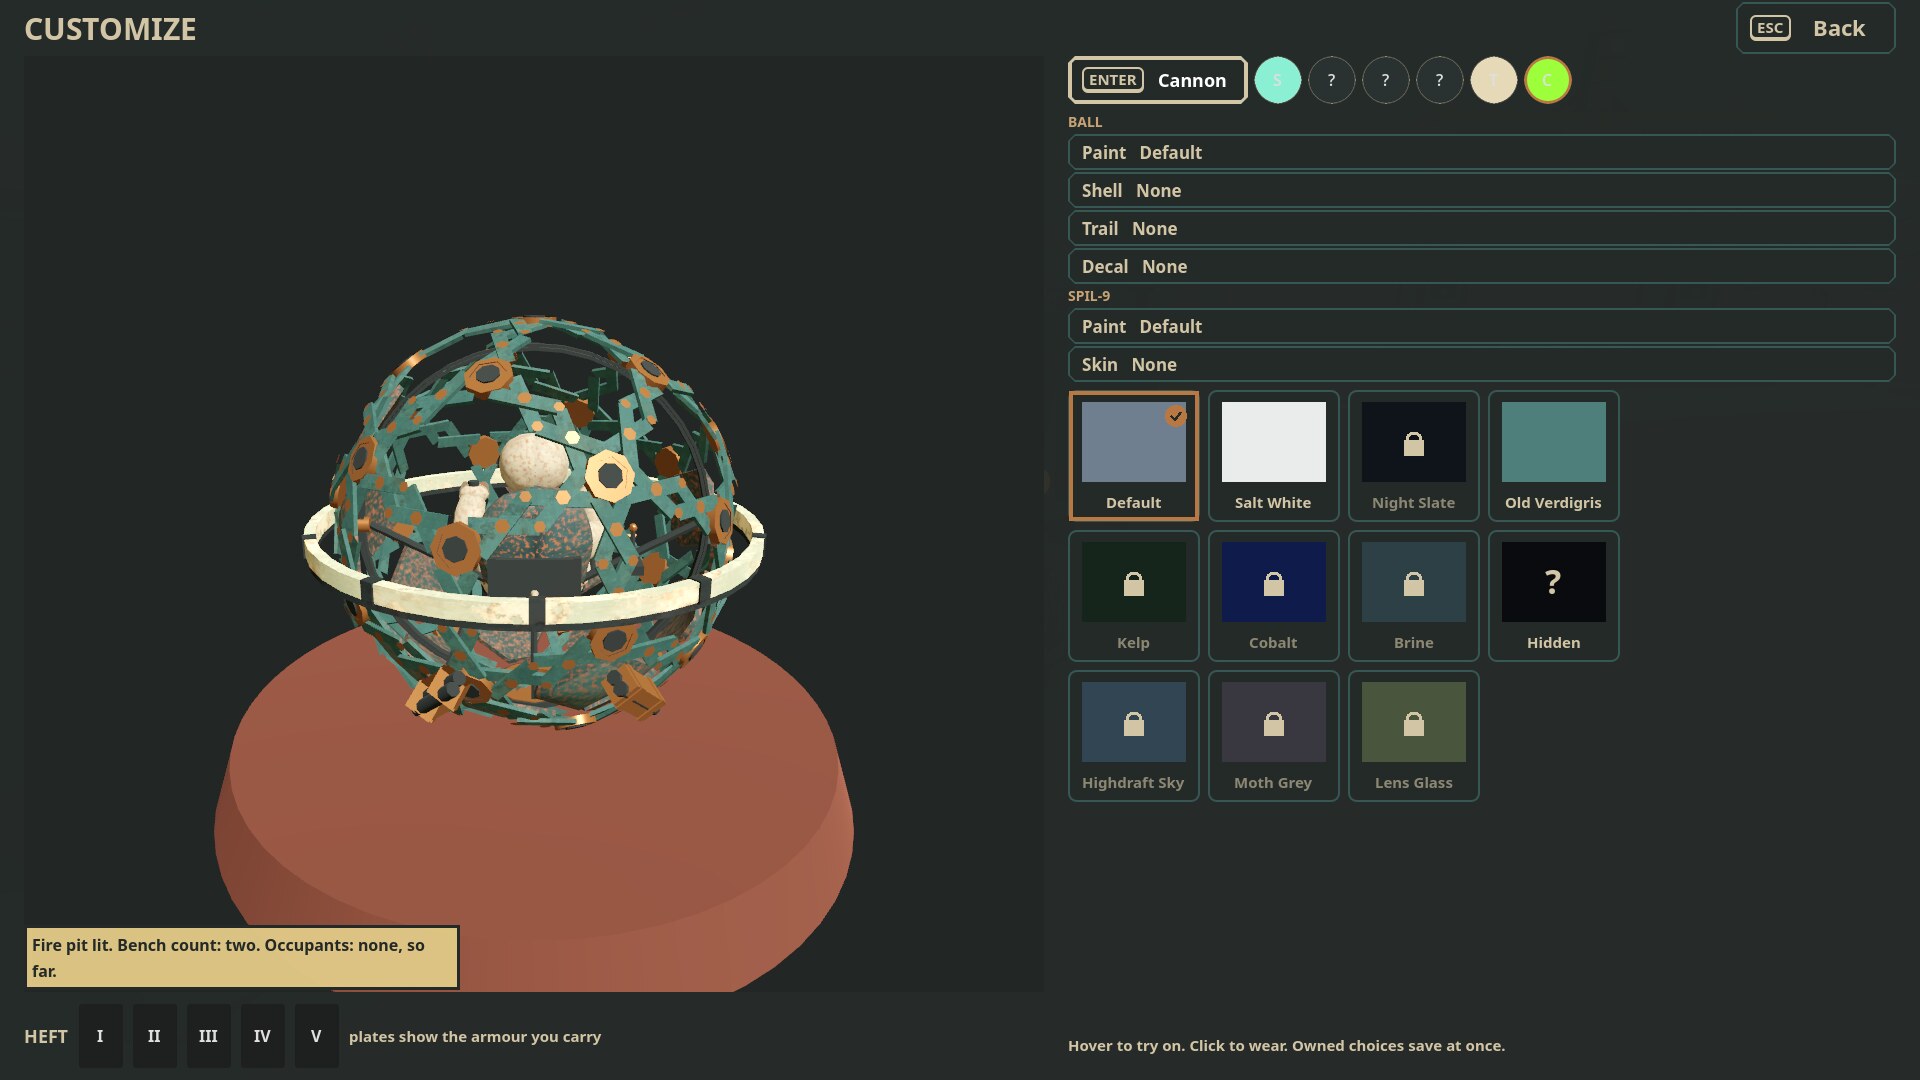 CUSTOMIZE
ESC Back
ENTER Cannon
S ? ? ? C
BALL
Paint Default
Shell None
Trail None
Decal None
SPIL-9
Paint Default
Skin None
Default
Salt White
Night Slate
Old Verdigris
Kelp
Cobalt
Brine
?
Hidden
Highdraft Sky
Moth Grey
Lens Glass
Fire pit lit. Bench count: two. Occupants: none, so
far.
HEFT I II III IV V plates show the armour you carry
Hover to try on. Click to wear. Owned choices save at once.